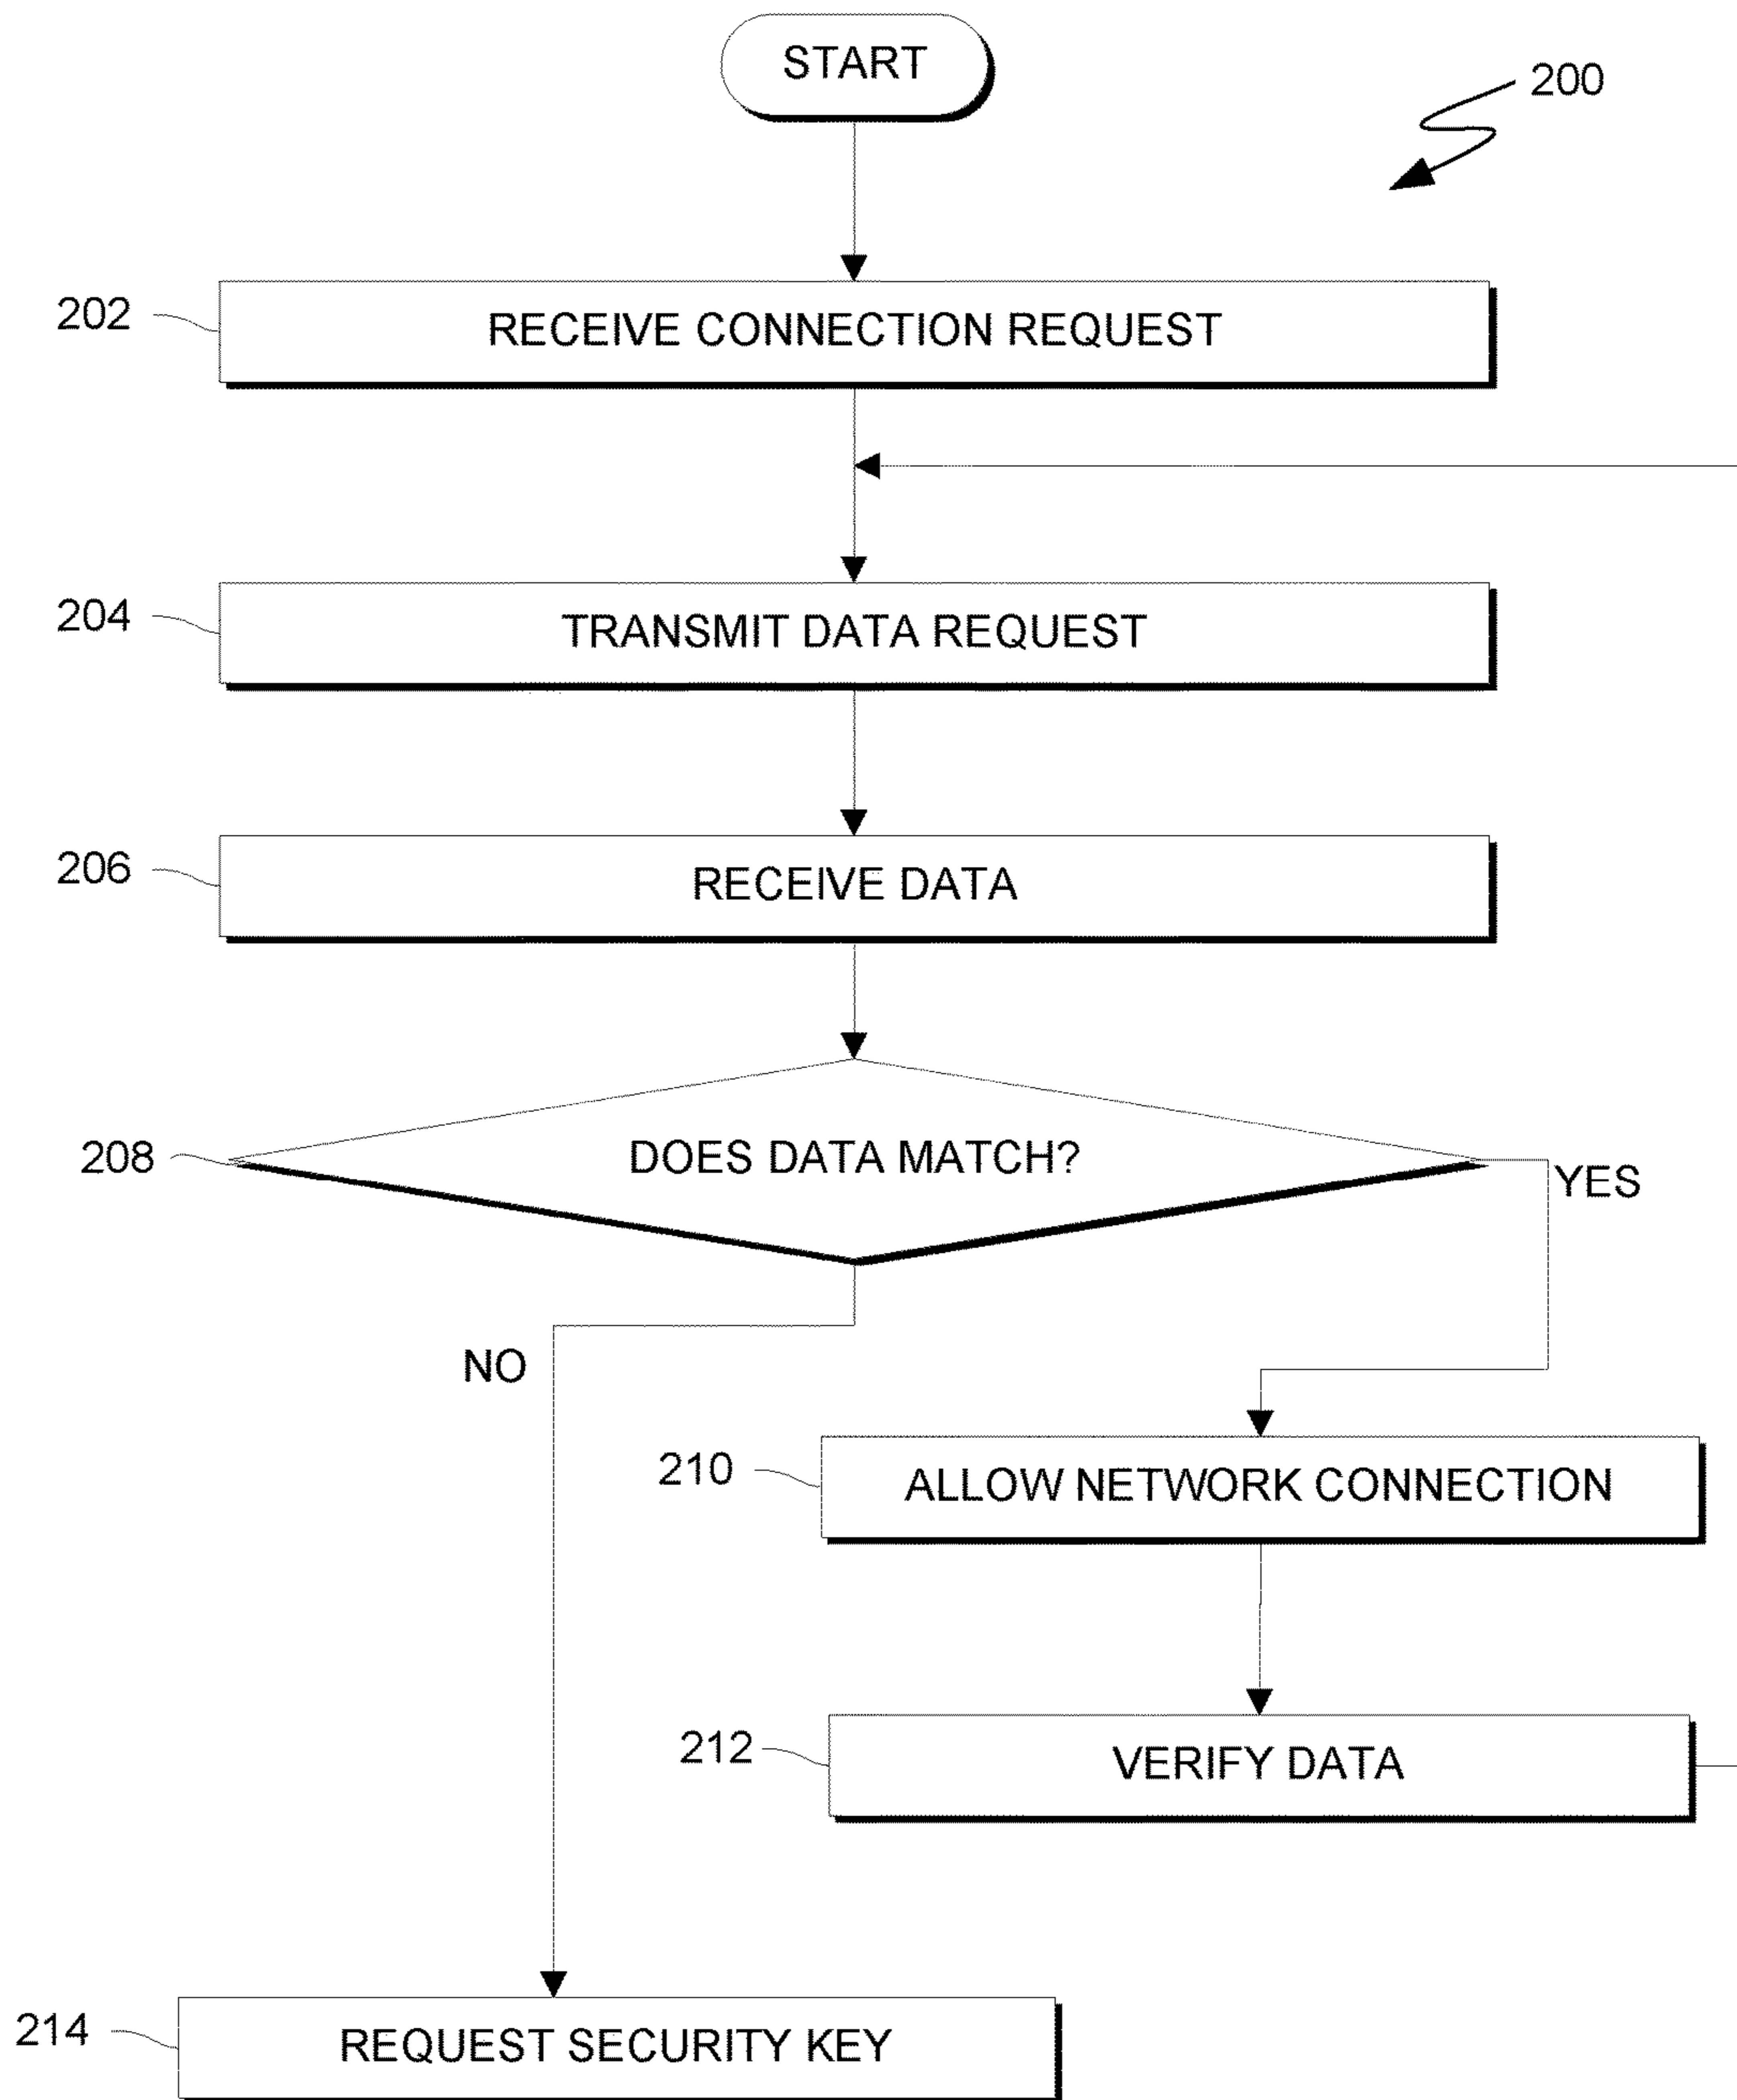 START
200
202
RECEIVE CONNECTION REQUEST
204
TRANSMIT DATA REQUEST
206
RECEIVE DATA
208
DOES DATA MATCH?
YES
NO
210
ALLOW NETWORK CONNECTION
212
VERIFY DATA
214
REQUEST SECURITY KEY